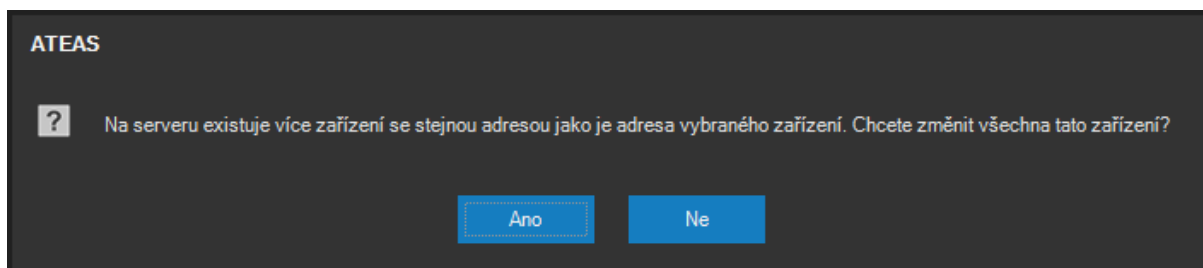 ATEAS
? Na serveru existuje více zařízení se stejnou adresou jako je adresa vybraného zařízení. Chcete změnit všechna tato zařízení?
Ano Ne